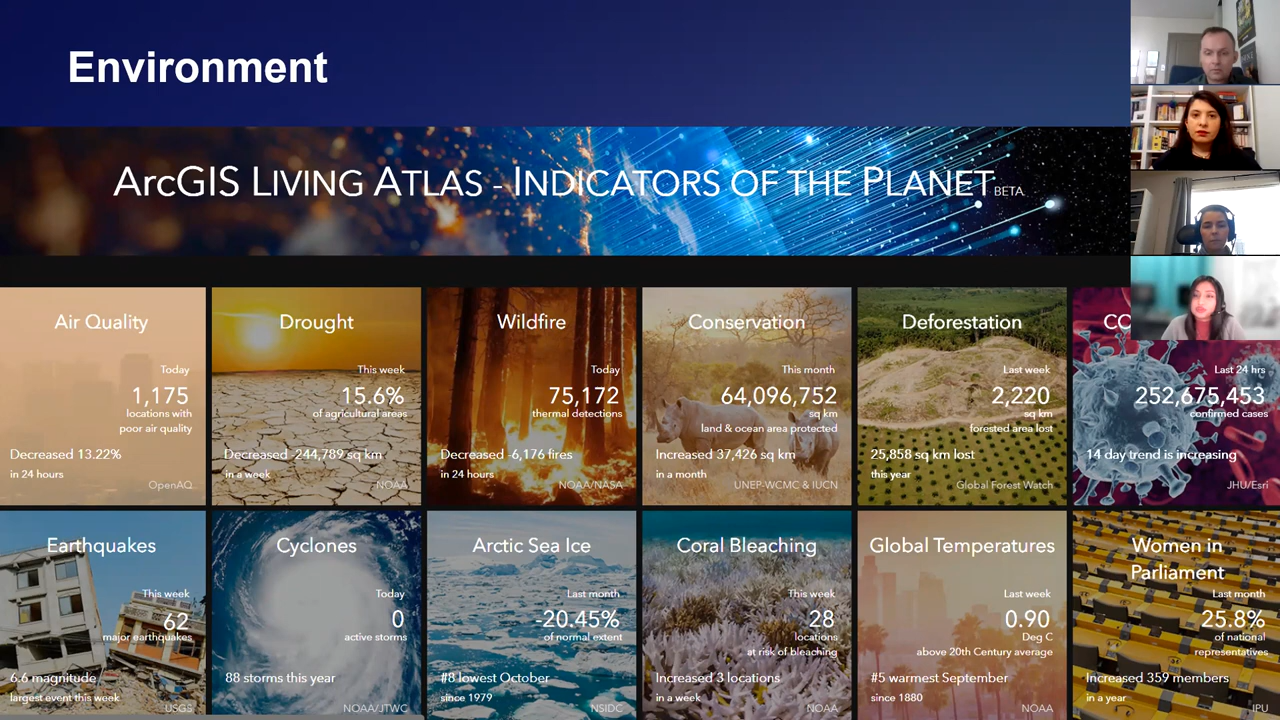 Environment
ArcGIS LIVING ATLAS - INDICATORS OF THE PLANET BETA
Air Quality
Today
1,175
locations with
poor air quality
Decreased 13.22%
in 24 hours
OpenAQ
Drought
This week
15.6%
of agricultural areas
Decreased -244,789 sq km
in a week
NOAA
Wildfire
Today
75,172
thermal detections
Decreased -6,176 fires
in 24 hours
NOAA/NASA
Conservation
This month
64,096,752
sq km
land & ocean area protected
Increased 37,426 sq km
in a month
UNEP-WCMC & IUCN
Deforestation
Last week
2,220
sq km
forested area lost
25,858 sq km lost
this year
Global Forest Watch
Last 24 hrs
252,675,453
confirmed cases
14 day trend is increasing
JHU/Esri
Earthquakes
This week
62
major earthquakes
6.6 magnitude
largest event this week
USGS
Cyclones
Today
0
active storms
88 storms this year
NOAA/JTWC
Arctic Sea Ice
Last month
-20.45%
of normal extent
#8 lowest October
since 1979
NSIDC
Coral Bleaching
This week
28
locations
at risk of bleaching
Increased 3 locations
in a week
NOAA
Global Temperatures
Last week
0.90
Deg C
above 20th Century average
#5 warmest September
since 1880
NOAA
Women in
Parliament
Last month
25.8%
of national
representatives
Increased 359 members
in a year
IPU